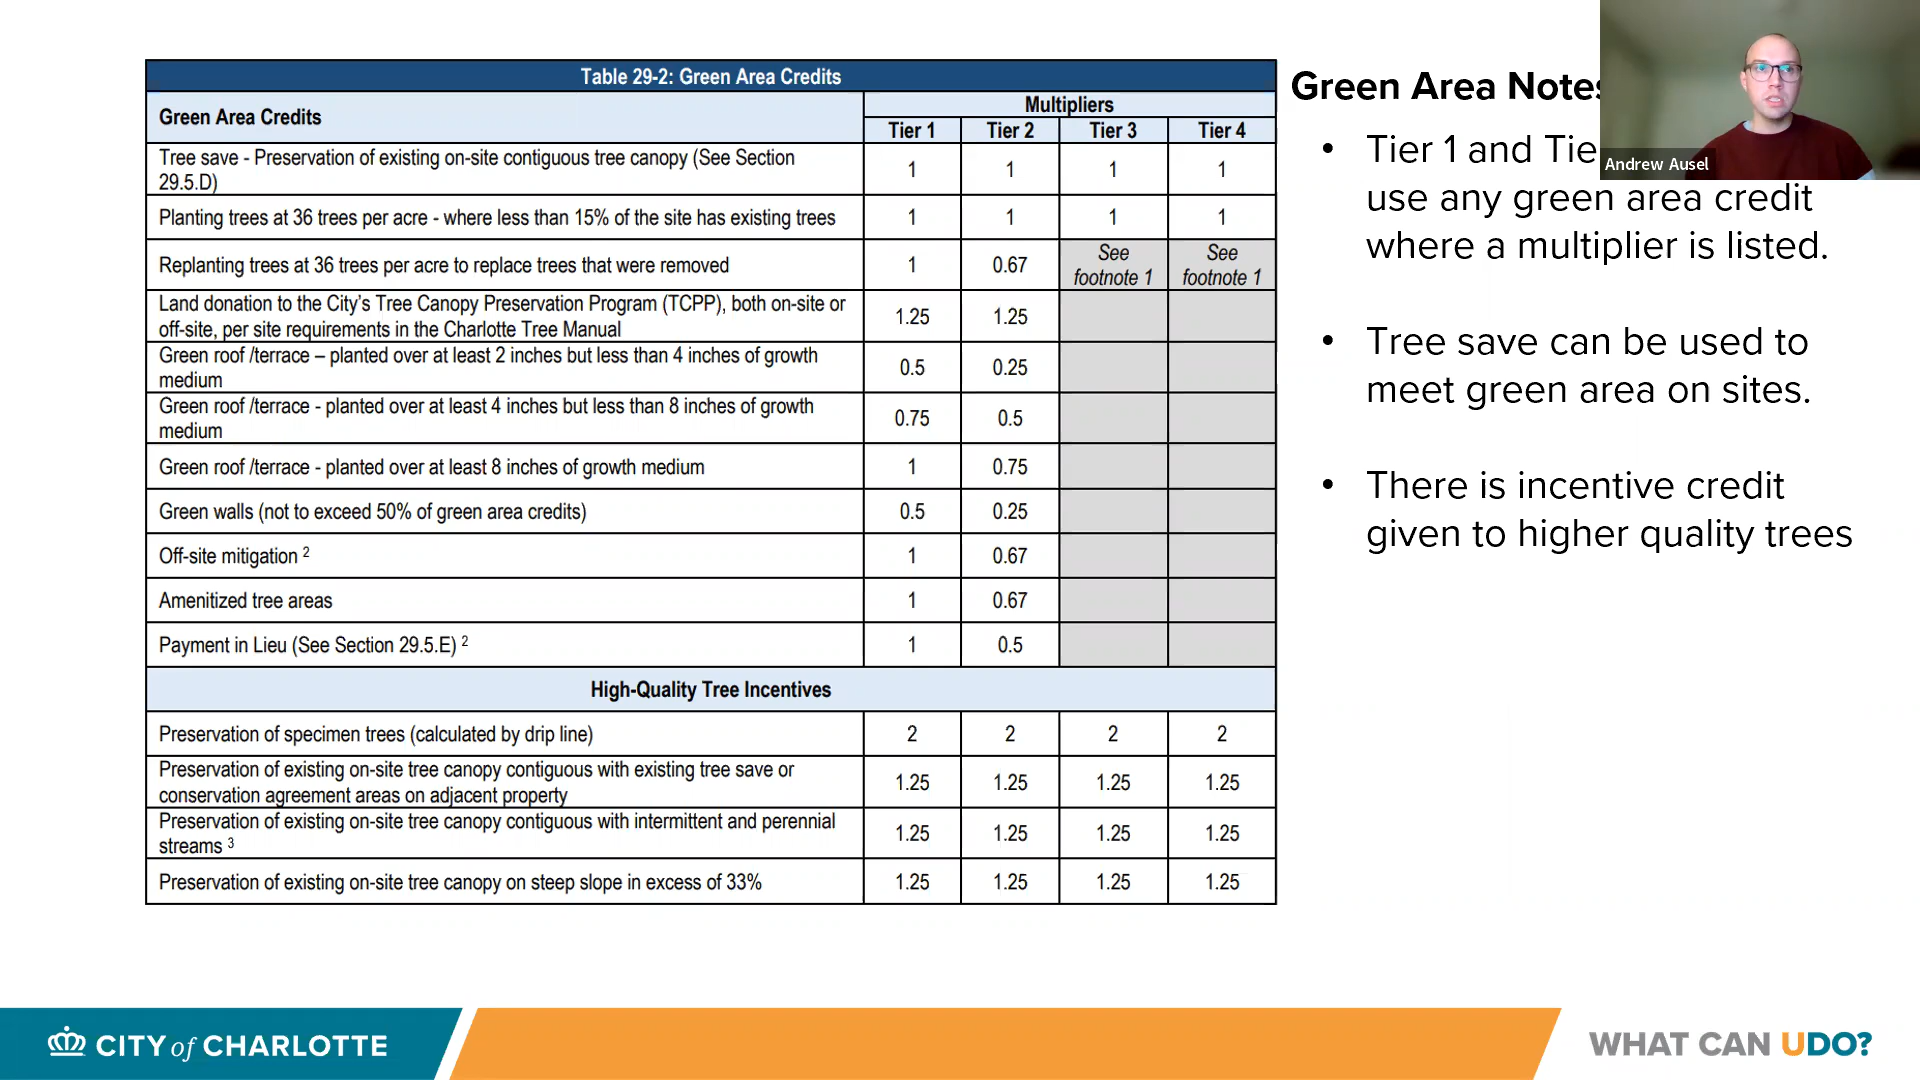 Table 29-2: Green Area Credits
Green Area Credits
Multipliers
Tier 1 Tier 2 Tier 3 Tier 4
Tree save - Preservation of existing on-site contiguous tree canopy (See Section
29.5.D)
1 1 1 1
Planting trees at 36 trees per acre - where less than 15% of the site has existing trees 1 1 1 1
Replanting trees at 36 trees per acre to replace trees that were removed 1 0.67
See
footnote 1
See
footnote 1
Land donation to the City's Tree Canopy Preservation Program (TCPP), both on-site or
off-site, per site requirements in the Charlotte Tree Manual
1.25 1.25
Green roof /terrace – planted over at least 2 inches but less than 4 inches of growth
medium
0.5 0.25
Green roof /terrace - planted over at least 4 inches but less than 8 inches of growth
medium
0.75 0.5
Green roof /terrace - planted over at least 8 inches of growth medium 1 0.75
Green walls (not to exceed 50% of green area credits) 0.5 0.25
Off-site mitigation 2 1 0.67
Amenitized tree areas 1 0.67
Payment in Lieu (See Section 29.5.E) 2 1 0.5
High-Quality Tree Incentives
Preservation of specimen trees (calculated by drip line) 2 2 2 2
Preservation of existing on-site tree canopy contiguous with existing tree save or
conservation agreement areas on adjacent property
1.25 1.25 1.25 1.25
Preservation of existing on-site tree canopy contiguous with intermittent and perennial
streams 3
1.25 1.25 1.25 1.25
Preservation of existing on-site tree canopy on steep slope in excess of 33% 1.25 1.25 1.25 1.25
Green Area Notes
• Tier 1 and Tie
use any green area credit
where a multiplier is listed.
• Tree save can be used to
meet green area on sites.
• There is incentive credit
given to higher quality trees
Andrew Ausel
CITY of CHARLOTTE
WHAT CAN UDO?